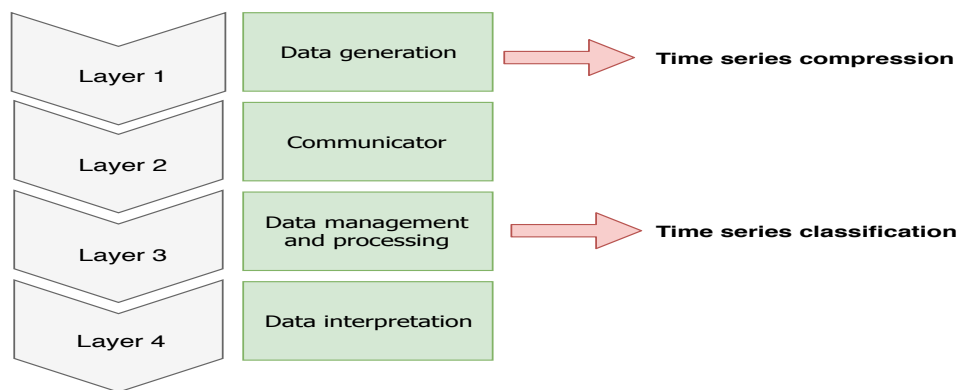 Layer 1
Data generation
Time series compression
Layer 2
Communicator
Layer 3
Data management
and processing
Time series classification
Layer 4
Data interpretation